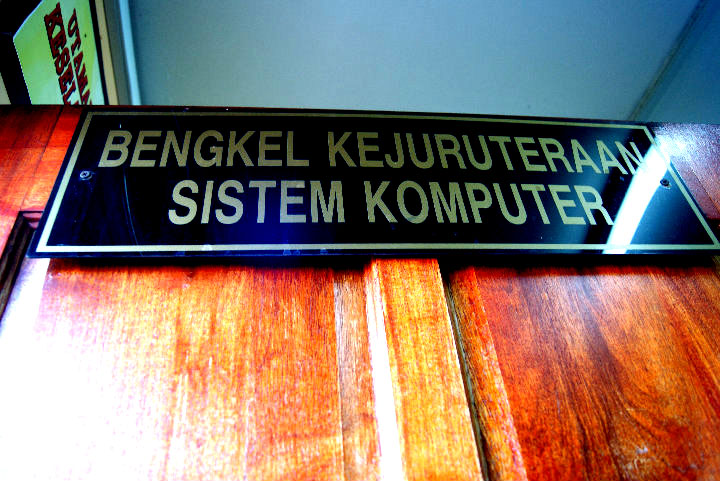 BENGKEL KEJURUTERAAN
SISTEM KOMPUTER